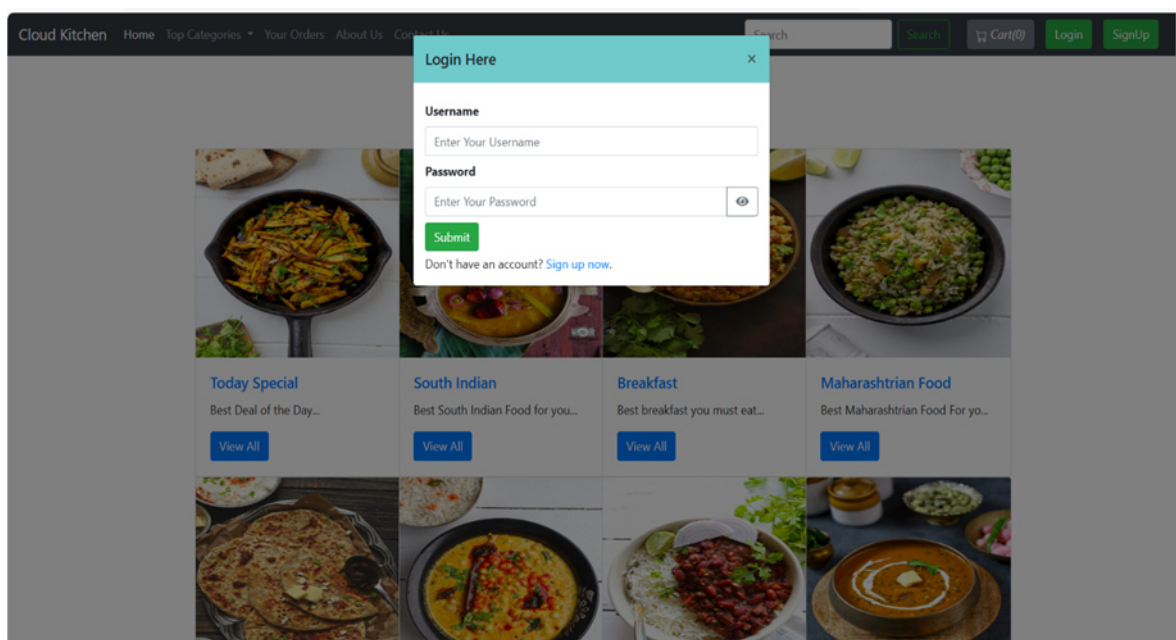 Cloud Kitchen Home Top Categories Your Orders About Us Search Search Cart(0) Login SignUp
Login Here ×
Username
Enter Your Username
Password
Enter Your Password
Submit
Don't have an account? Sign up now.
Today Special South Indian Breakfast Maharashtrian Food
Best Deal of the Day... Best South Indian Food for you... Best breakfast you must eat... Best Maharashtrian Food For yo...
View All View All View All View All